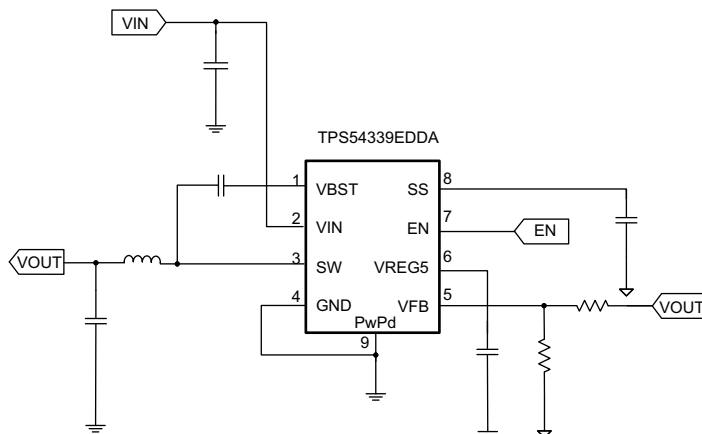 VIN
TPS54339EDDA
1 VBST SS 8
2 VIN EN 7 EN
VOUT 3 SW VREG5 6
4 GND VFB 5 VOUT
PwPd
9